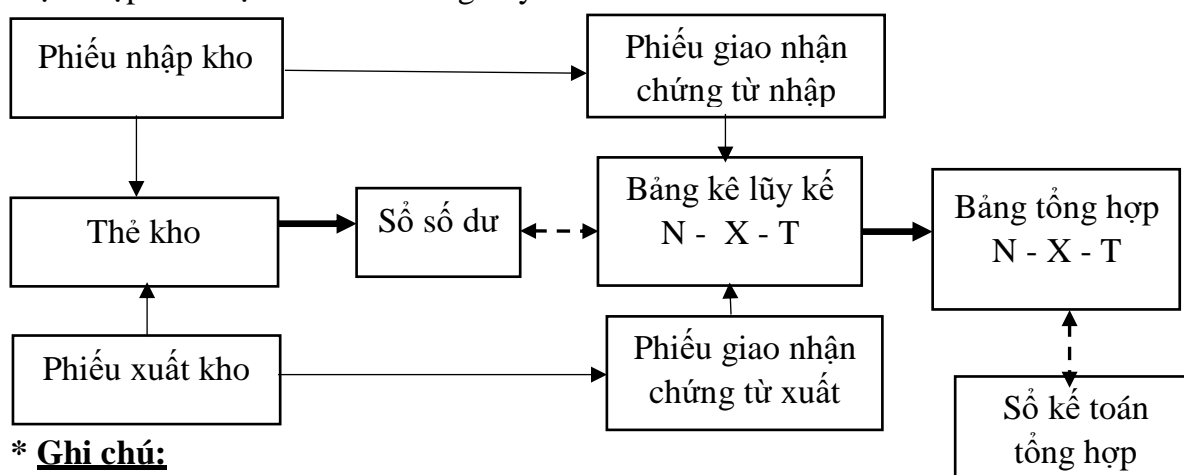 Phiếu nhập kho
Phiếu giao nhận
chứng từ nhập
Thẻ kho
Sổ số dư
Bảng kê lũy kế
N - X - T
Bảng tổng hợp
N - X - T
Phiếu xuất kho
Phiếu giao nhận
chứng từ xuất
Sổ kế toán
tổng hợp
* Ghi chú: